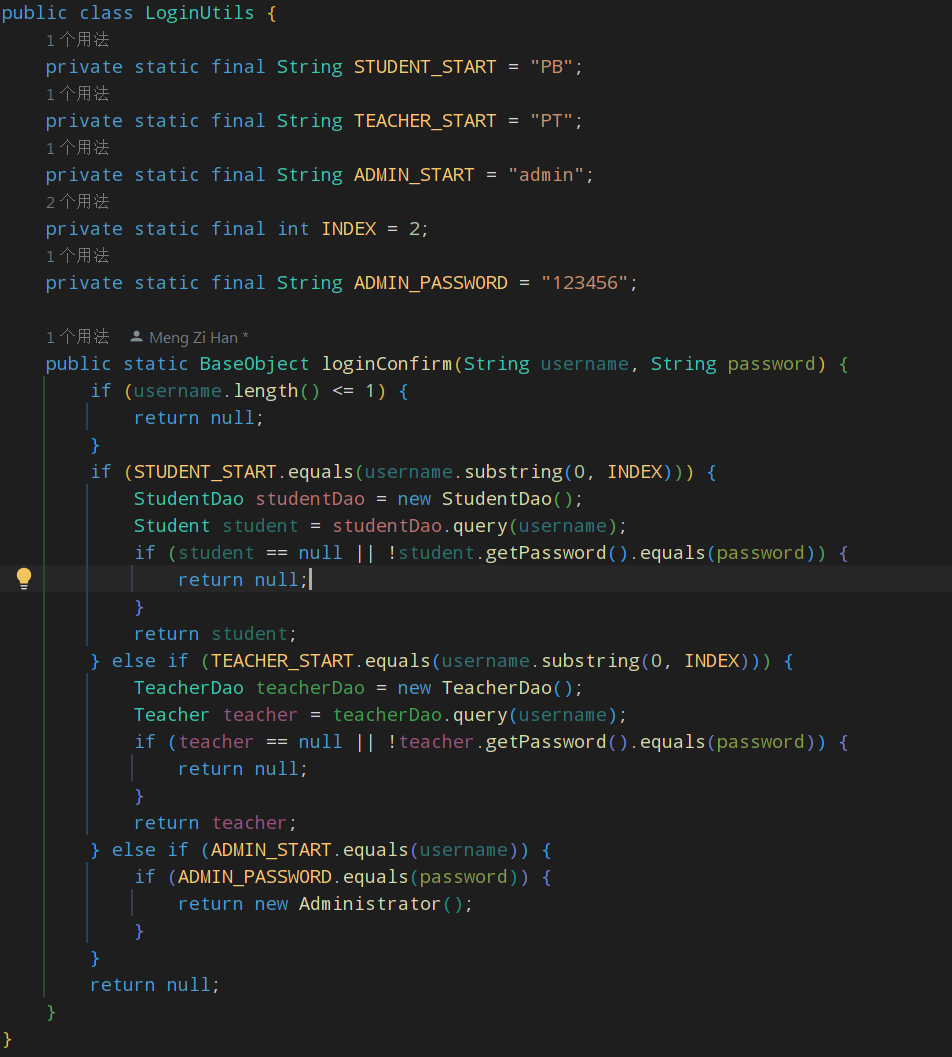 public class LoginUtils {
1个用法
private static final String STUDENT_START = "PB";
1个用法
private static final String TEACHER_START = "PT";
1个用法
private static final String ADMIN_START = "admin";
2个用法
private static final int INDEX = 2;
1个用法
private static final String ADMIN_PASSWORD = "123456";
1个用法 Meng Zi Han *
public static BaseObject loginConfirm(String username, String password) {
if (username.length() <= 1) {
return null;
}
if (STUDENT_START.equals(username.substring(0, INDEX))) {
StudentDao studentDao = new StudentDao();
Student student = studentDao.query(username);
if (student == null || !student.getPassword().equals(password)) {
return null;
}
return student;
} else if (TEACHER_START.equals(username.substring(0, INDEX))) {
TeacherDao teacherDao = new TeacherDao();
Teacher teacher = teacherDao.query(username);
if (teacher == null || !teacher.getPassword().equals(password)) {
return null;
}
return teacher;
} else if (ADMIN_START.equals(username)) {
if (ADMIN_PASSWORD.equals(password)) {
return new Administrator();
}
}
return null;
}
}